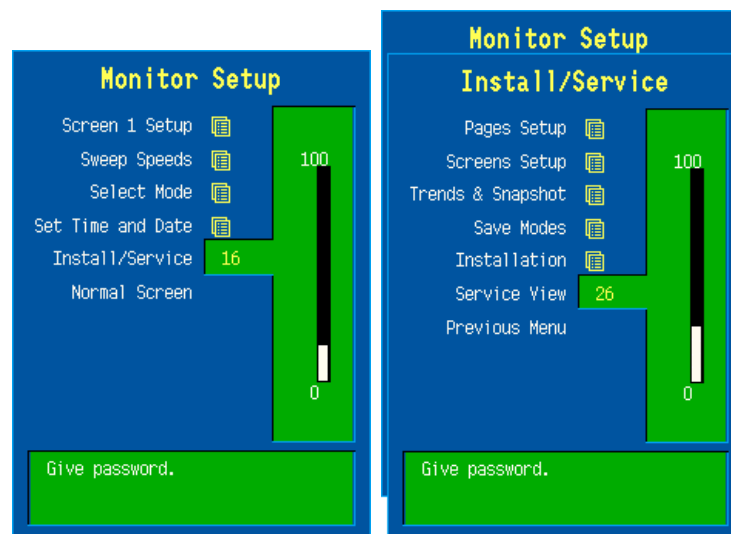 Monitor Setup
Screen 1 Setup
Sweep Speeds
Select Mode
Set Time and Date
Install/Service 16
Normal Screen
100
0
Give password.
Monitor Setup
Install/Service
Pages Setup
Screens Setup
Trends & Snapshot
Save Modes
Installation
Service View 26
Previous Menu
100
0
Give password.